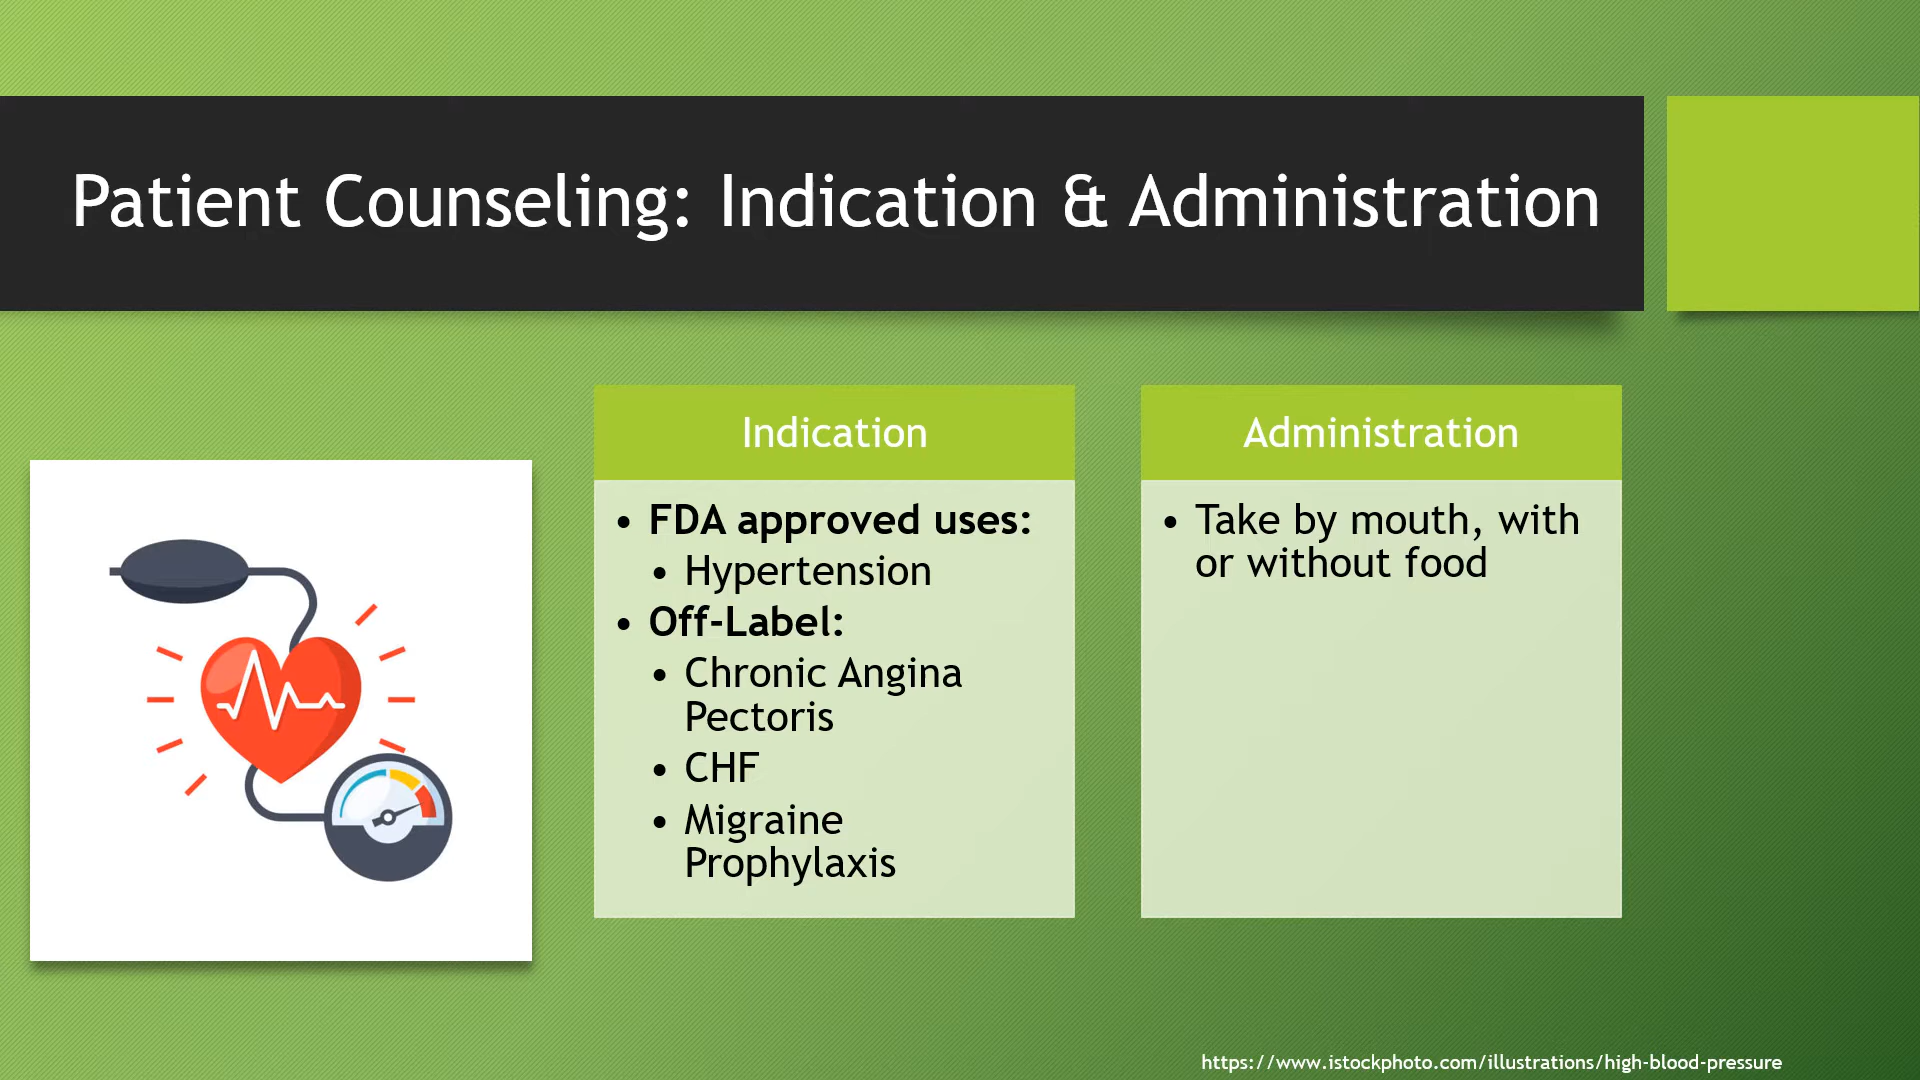 Patient Counseling: Indication & Administration
Indication
• FDA approved uses:
• Hypertension
• Off-Label:
• Chronic Angina
Pectoris
• CHF
• Migraine
Prophylaxis
Administration
• Take by mouth, with
or without food
https://www.istockphoto.com/illustrations/high-blood-pressure